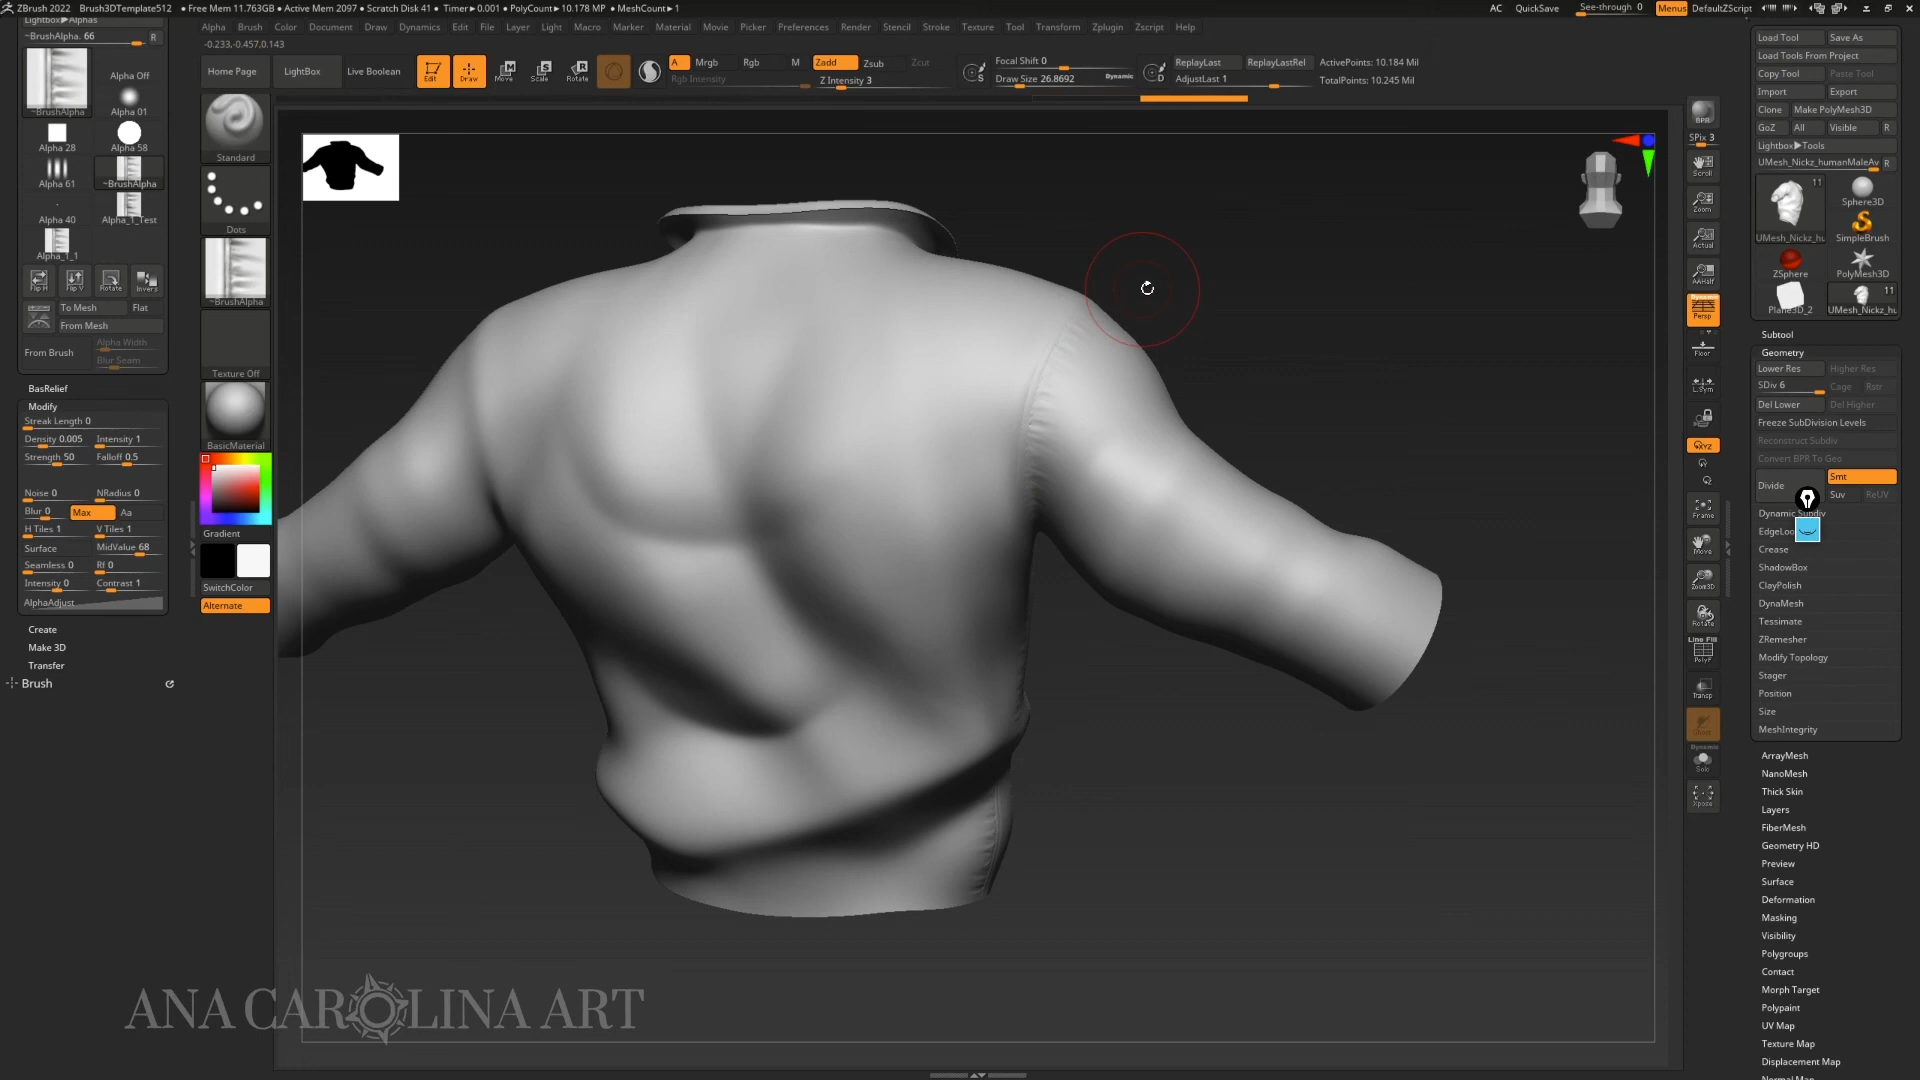 ZBrush 2022 Brush3DTemplate512 • Free Mem 11.763GB • Active Mem 2097 • Scratch Disk 41 • Timer▶0.001 • PolyCount▶10.178 MP • MeshCount▶1
AC QuickSave See-through 0 Menus DefaultZScript
Alpha Brush Color Document Draw Dynamics Edit File Layer Light Macro Marker Material Movie Picker Preferences Render Stencil Stroke Texture Tool Transform Zplugin Zscript Help
-0.233,-0.457,0.143
Home Page LightBox Live Boolean Edit Draw Move Scale Rotate
A Mrgb Rgb M Zadd Zsub Zcut
Rgb Intensity Z Intensity 3
Focal Shift 0
Draw Size 26.8692 Dynamic
ReplayLast ReplayLastRel ActivePoints: 10.184 Mil
AdjustLast 1 TotalPoints: 10.245 Mil
Lightbox▶Alphas
~BrushAlpha. 66 R
~BrushAlpha
Alpha Off
Alpha 01
Alpha 28
Alpha 58
Alpha 61
~BrushAlpha
Alpha 40
Alpha_1_Test
Alpha_1_1
Flip H Flip V Rotate Invers
To Mesh Flat
From Mesh
From Brush
Alpha Width
Blur Seam
BasRelief
Modify
Streak Length 0
Density 0.005 Intensity 1
Strength 50 Falloff 0.5
Noise 0 NRadius 0
Blur 0 Max Aa
H Tiles 1 V Tiles 1
Surface MidValue 68
Seamless 0 Rf 0
Intensity 0 Contrast 1
AlphaAdjust
Create
Make 3D
Transfer
Brush
Standard
Dots
~BrushAlpha
Texture Off
BasicMaterial
Gradient
SwitchColor
Alternate
BPR
SPix 3
Scroll
Zoom
Actual
AAHalf
Dynamic
Persp
Floor
L.Sym
XYZ
Frame
Move
Zoom3D
Rotate
Line Fill
PolyF
Transp
Ghost
Dynamic
Solo
Xpose
Load Tool Save As
Load Tools From Project
Copy Tool Paste Tool
Import Export
Clone Make PolyMesh3D
GoZ All Visible R
Lightbox▶Tools
UMesh_Nickz_humanMaleAv R
11
UMesh_Nickz_hu
Sphere3D
SimpleBrush
ZSphere
PolyMesh3D
Plane3D_2
11
UMesh_Nickz_hu
Subtool
Geometry
Lower Res Higher Res
SDiv 6 Cage Rstr
Del Lower Del Higher
Freeze SubDivision Levels
Reconstruct Subdiv
Convert BPR To Geo
Divide Smt
Suv ReUV
Dynamic Subdiv
EdgeLoo
Crease
ShadowBox
ClayPolish
DynaMesh
Tessimate
ZRemesher
Modify Topology
Stager
Position
Size
MeshIntegrity
ArrayMesh
NanoMesh
Thick Skin
Layers
FiberMesh
Geometry HD
Preview
Surface
Deformation
Masking
Visibility
Polygroups
Contact
Morph Target
Polypaint
UV Map
Texture Map
Displacement Map
Normal Map
ANA CAROLINA ART